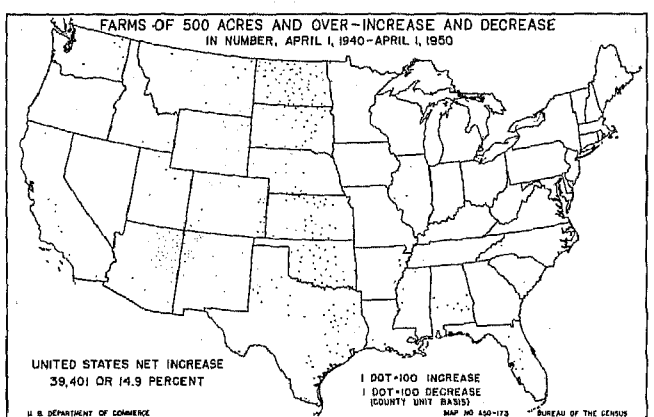 FARMS OF 500 ACRES AND OVER—INCREASE AND DECREASE
IN NUMBER, APRIL 1, 1940—APRIL 1, 1950
UNITED STATES NET INCREASE
39,401 OR 14.9 PERCENT
1 DOT=100 INCREASE
1 DOT=100 DECREASE
(COUNTY UNIT BASIS)
U. S. DEPARTMENT OF COMMERCE
MAP NO A50-173
BUREAU OF THE CENSUS